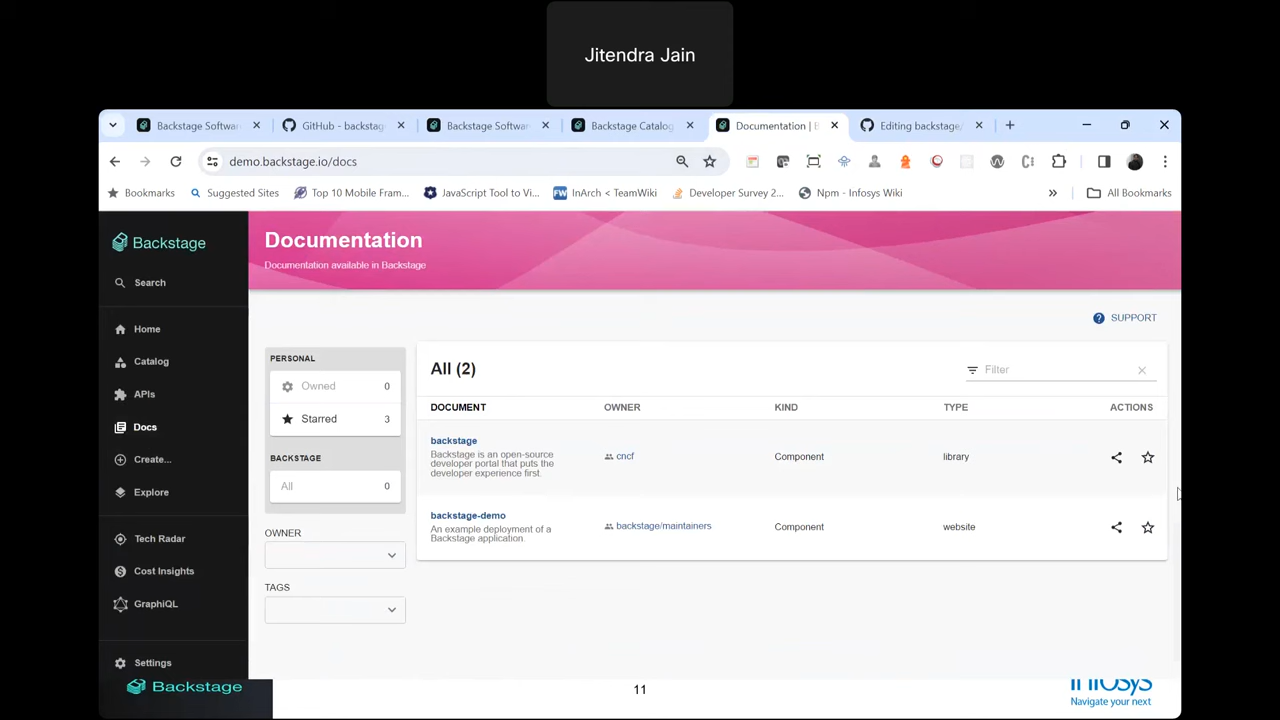 Jitendra Jain
Backstage Softwar
GitHub - backstag
Backstage Softwar
Backstage Catalog
Documentation | B
Editing backstage/
demo.backstage.io/docs
Bookmarks
Suggested Sites
Top 10 Mobile Fram...
JavaScript Tool to Vi...
InArch < TeamWiki
Developer Survey 2...
Npm - Infosys Wiki
»
All Bookmarks
Backstage
Search
Home
Catalog
APIs
Docs
Create...
Explore
Tech Radar
Cost Insights
GraphiQL
Settings
Documentation
Documentation available in Backstage
SUPPORT
PERSONAL
Owned 0
Starred 3
BACKSTAGE
All 0
OWNER
TAGS
All (2)
Filter
DOCUMENT OWNER KIND TYPE ACTIONS
backstage
Backstage is an open-source
developer portal that puts the
developer experience first.
cncf
Component
library
backstage-demo
An example deployment of a
Backstage application.
backstage/maintainers
Component
website
Backstage
11
Infosys
Navigate your next